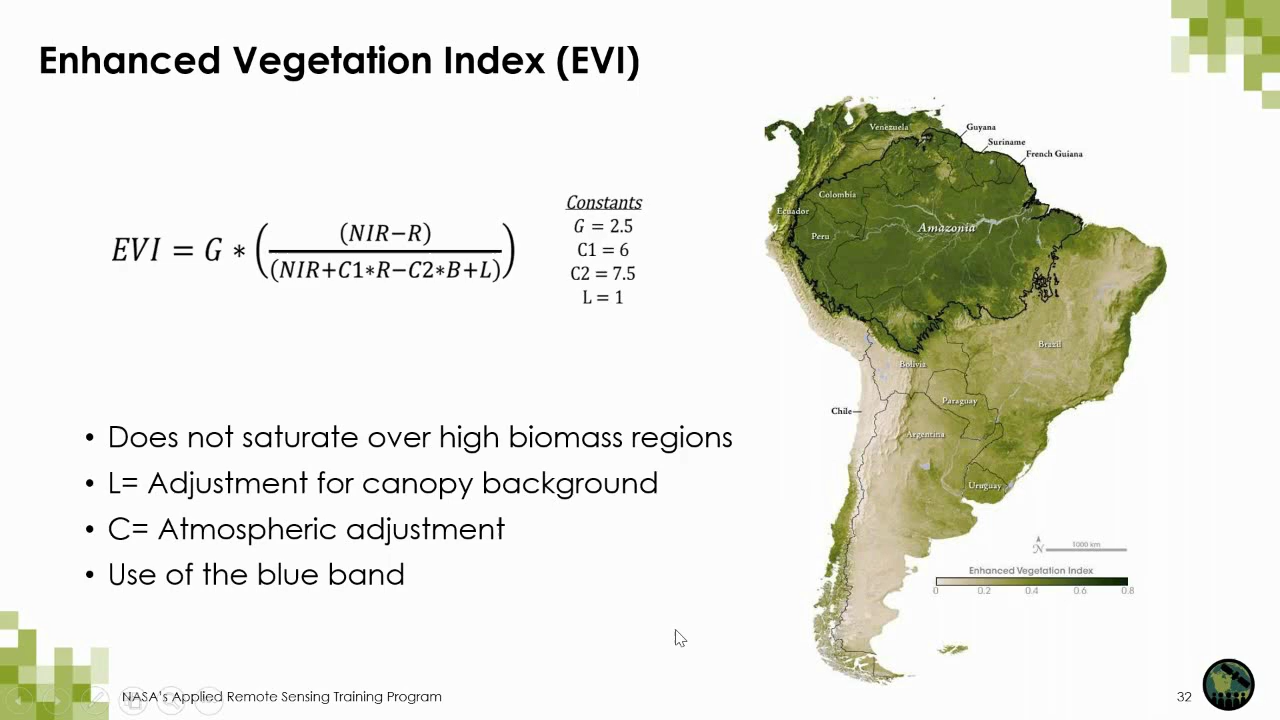 Enhanced Vegetation Index (EVI)
EVI = G * ( (NIR−R) / (NIR+C1*R−C2*B+L) )
Constants
G = 2.5
C1 = 6
C2 = 7.5
L = 1
• Does not saturate over high biomass regions
• L= Adjustment for canopy background
• C= Atmospheric adjustment
• Use of the blue band
Venezuela
Guyana
Suriname
French Guiana
Colombia
Ecuador
Peru
Amazonia
Brazil
Bolivia
Paraguay
Chile
Argentina
Uruguay
N
1000 km
Enhanced Vegetation Index
0 0.2 0.4 0.6 0.8
NASA's Applied Remote Sensing Training Program
32